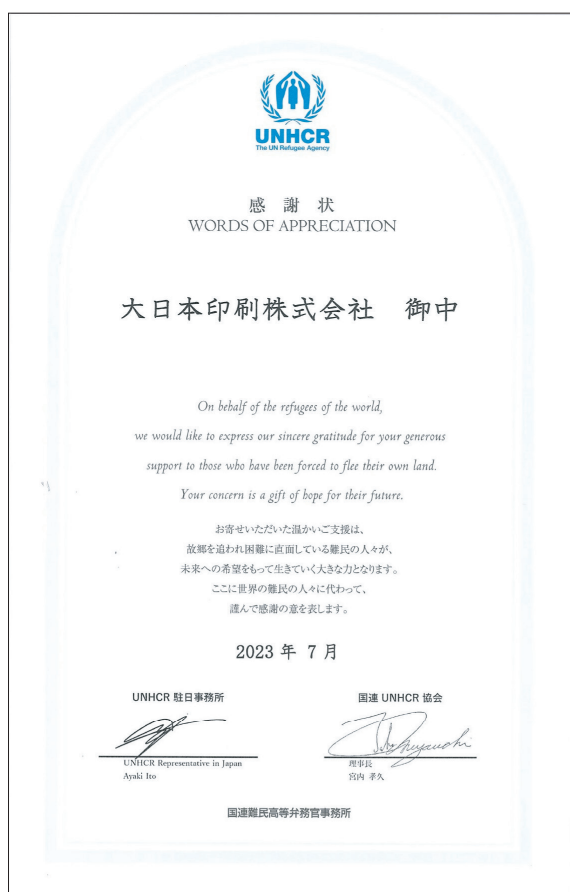 UNHCR
The UN Refugee Agency
感謝状
WORDS OF APPRECIATION
大日本印刷株式会社 御中
On behalf of the refugees of the world,
we would like to express our sincere gratitude for your generous
support to those who have been forced to flee their own land.
Your concern is a gift of hope for their future.
お寄せいただいた温かいご支援は、
故郷を追われ困難に直面している難民の人々が、
未来への希望をもって生きていく大きな力となります。
ここに世界の難民の人々に代わって、
謹んで感謝の意を表します。
2023 年 7 月
UNHCR 駐日事務所
UNHCR Representative in Japan
Ayaki Ito
国連 UNHCR 協会
理事長
宮内 孝久
国連難民高等弁務官事務所